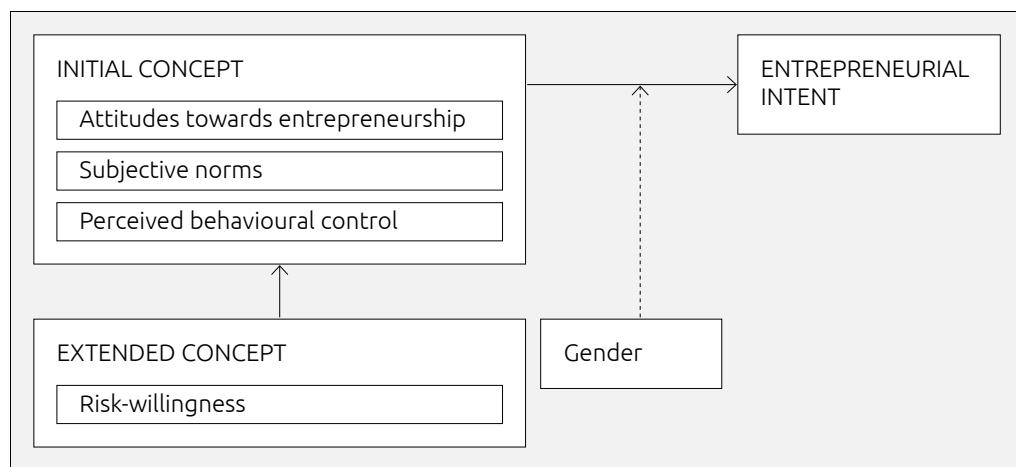 INITIAL CONCEPT
Attitudes towards entrepreneurship
Subjective norms
Perceived behavioural control
ENTREPRENEURIAL
INTENT
EXTENDED CONCEPT
Risk-willingness
Gender